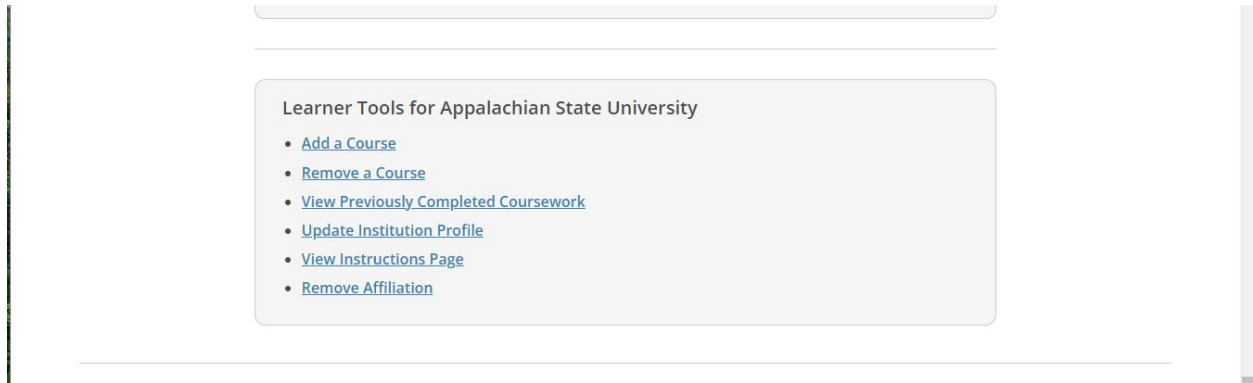 Learner Tools for Appalachian State University
Add a Course
Remove a Course
View Previously Completed Coursework
Update Institution Profile
View Instructions Page
Remove Affiliation